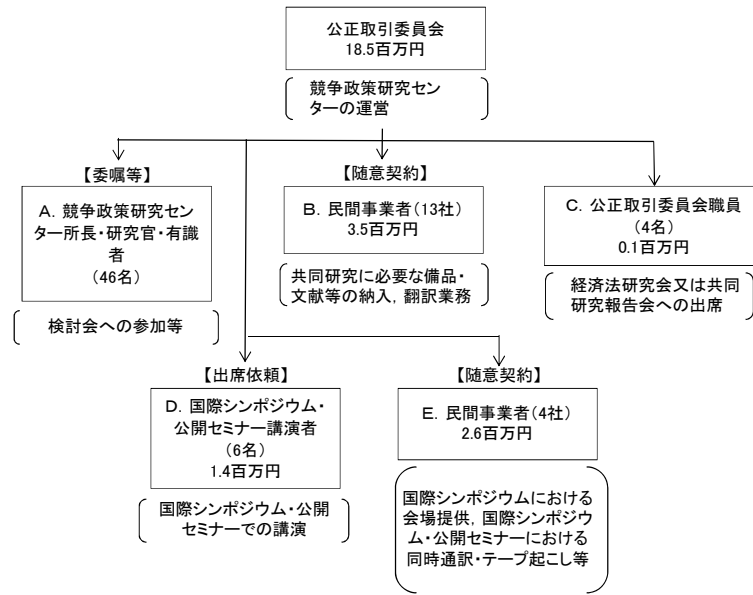 公正取引委員会
18.5百万円
競争政策研究セン
ターの運営
【委嘱等】
A. 競争政策研究セン
ター所長・研究官・有識
者
(46名)
検討会への参加等
【随意契約】
B. 民間事業者(13社)
3.5百万円
共同研究に必要な備品・
文献等の納入,翻訳業務
C. 公正取引委員会職員
(4名)
0.1百万円
経済法研究会又は共同
研究報告会への出席
【出席依頼】
D. 国際シンポジウム・
公開セミナー講演者
(6名)
1.4百万円
国際シンポジウム・公開
セミナーでの講演
【随意契約】
E. 民間事業者(4社)
2.6百万円
国際シンポジウムにおける
会場提供,国際シンポジウ
ム・公開セミナーにおける
同時通訳・テープ起こし等